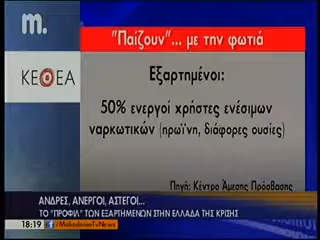 m.
"Παίζουν"... με την φωτιά
ΚΕΘΕΑ
Εξαρτημένοι:
50% ενεργοί χρήστες ενέσιμων
ναρκωτικών (ηρωϊνη, διάφορες ουσίες)
Πηγή: Κέντρο Άμεσης Πρόσβασης
ΑΝΔΡΕΣ, ΑΝΕΡΓΟΙ, ΑΣΤΕΓΟΙ...
ΤΟ "ΠΡΟΦΙΛ" ΤΩΝ ΕΞΑΡΤΗΜΕΝΩΝ ΣΤΗΝ ΕΛΛΑΔΑ ΤΗΣ ΚΡΙΣΗΣ
18:19 f @MakedoniaTvNews